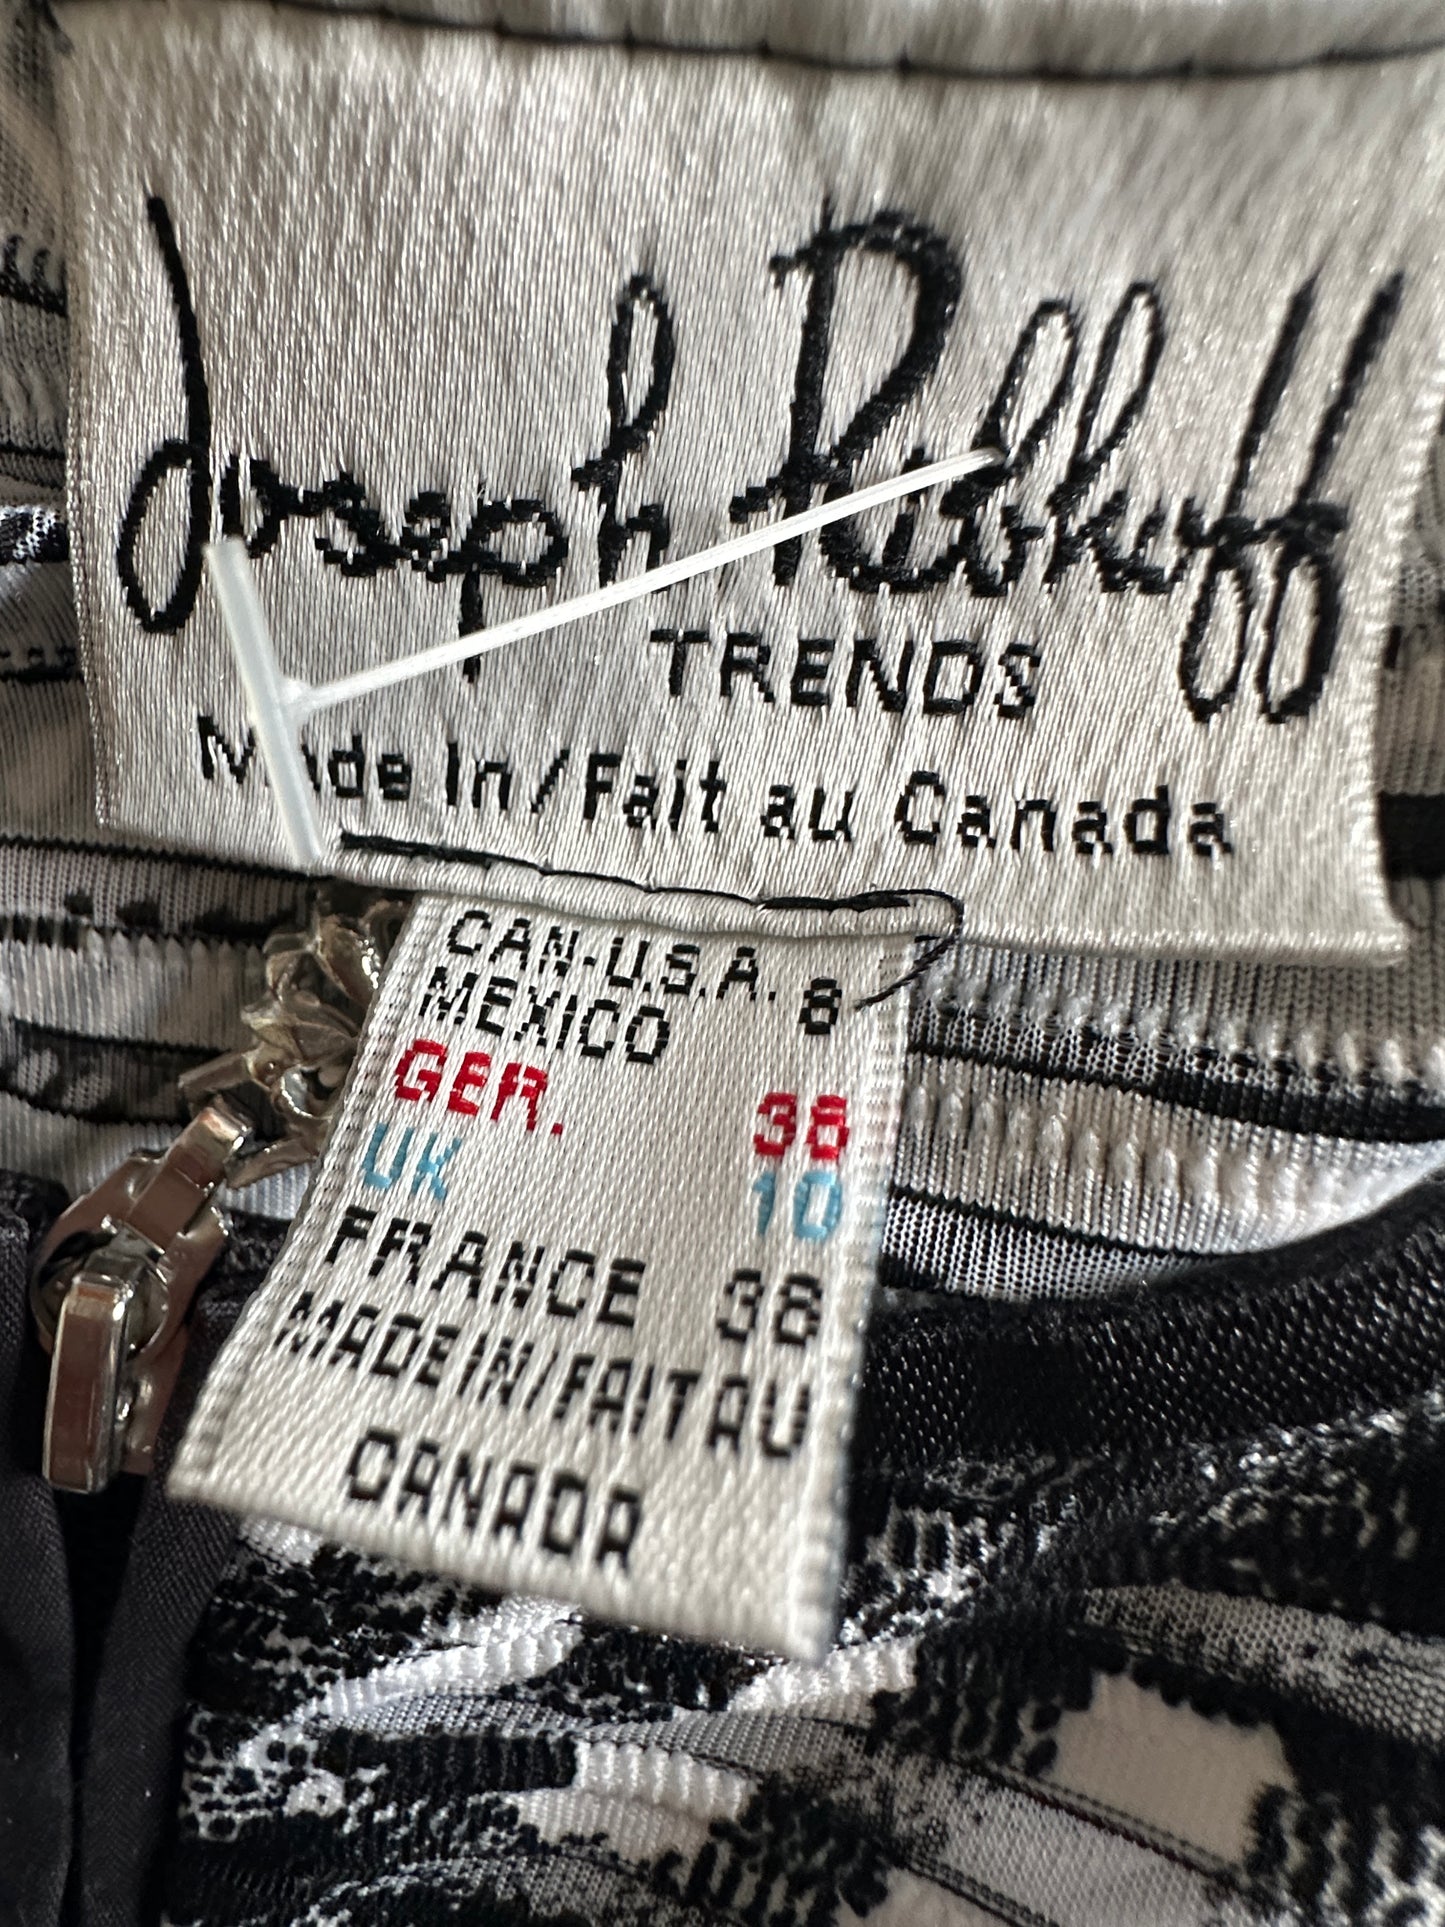 Joseph Ribkoff
TRENDS
Made In/Fait au Canada
CAN-U.S.A. 8
MEXICO
GER. 36
UK 10
FRANCE 38
MADE IN/FAIT AU
CANADA